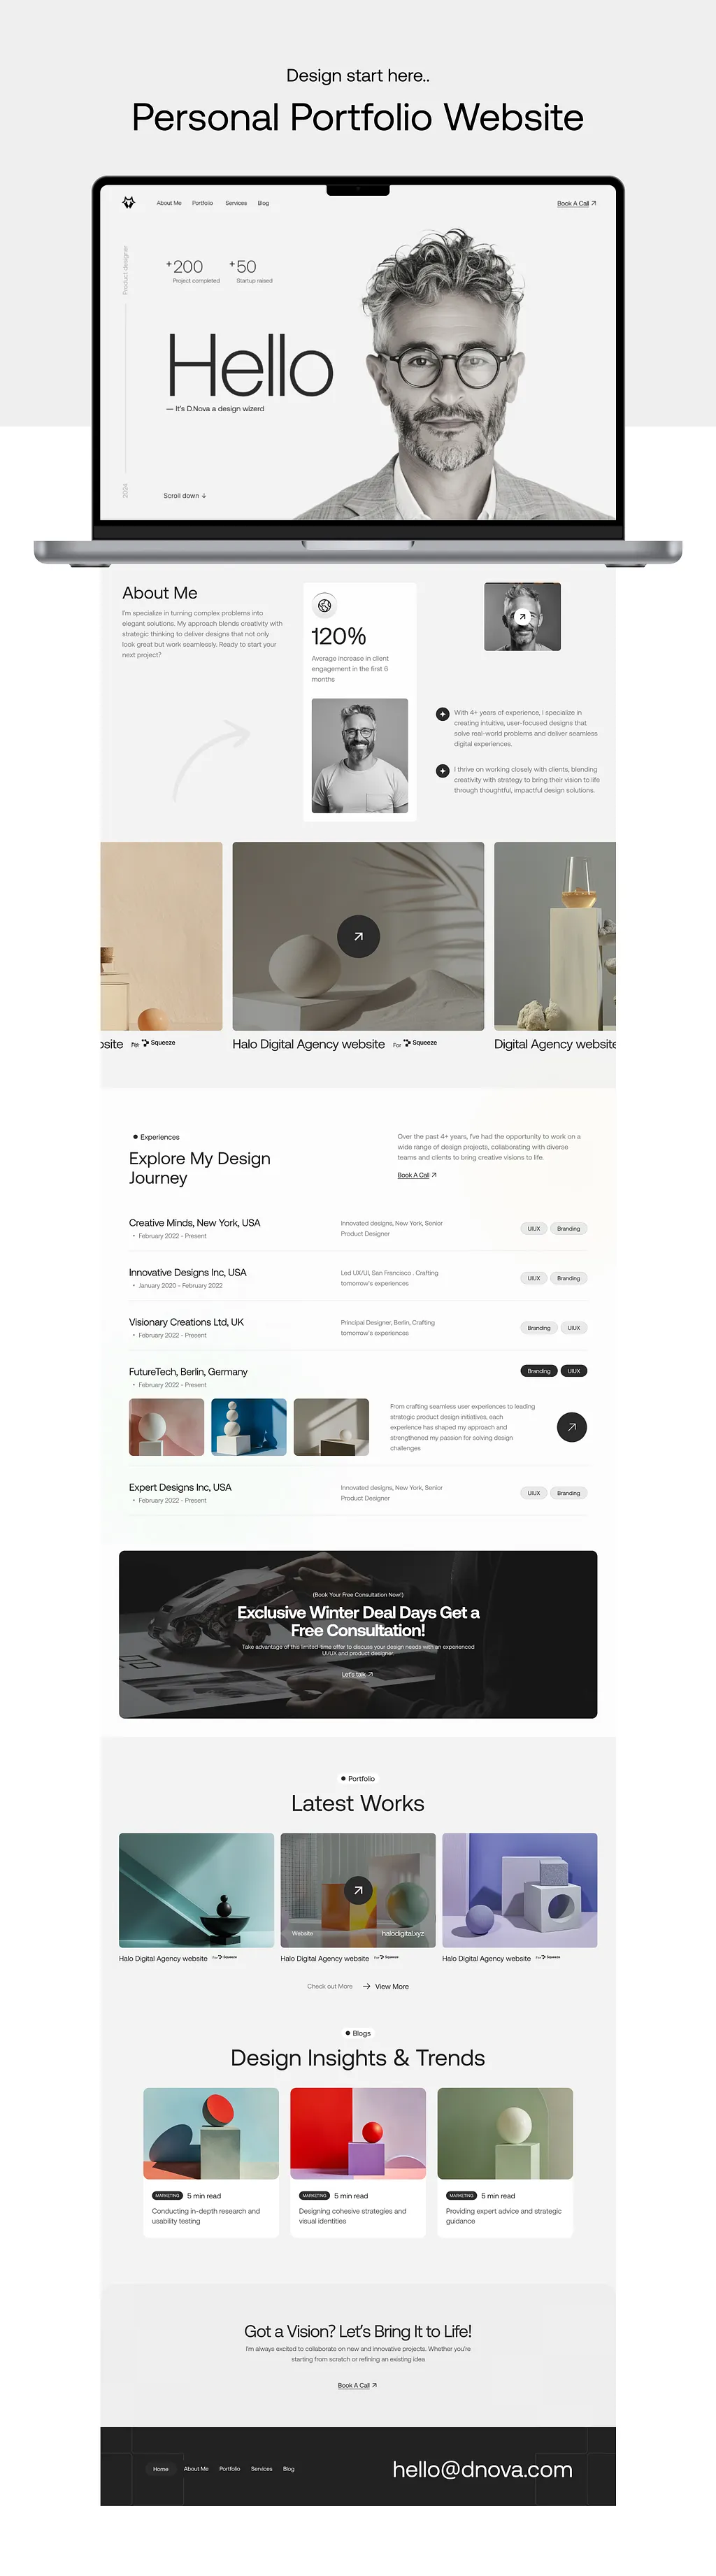 Design start here..
Personal Portfolio Website
About Me
Portfolio
Services
Blog
Book A Call
Product designer
2024
+200
Project completed
+50
Startup raised
Hello
— It's D.Nova a design wizerd
Scroll down ↓
About Me
I'm specialize in turning complex problems into
elegant solutions. My approach blends creativity with
strategic thinking to deliver designs that not only
look great but work seamlessly. Ready to start your
next project?
120%
Average increase in client
engagement in the first 6
months
With 4+ years of experience, I specialize in
creating intuitive, user-focused designs that
solve real-world problems and deliver seamless
digital experiences.
I thrive on working closely with clients, blending
creativity with strategy to bring their vision to life
through thoughtful, impactful design solutions.
site For Squeeze
Halo Digital Agency website For Squeeze
Digital Agency website
Experiences
Explore My Design
Journey
Over the past 4+ years, I've had the opportunity to work on a
wide range of design projects, collaborating with diverse
teams and clients to bring creative visions to life.
Book A Call
Creative Minds, New York, USA
• February 2022 - Present
Innovated designs, New York, Senior
Product Designer
UIUX
Branding
Innovative Designs Inc, USA
• January 2020 - February 2022
Led UX/UI, San Francisco . Crafting
tomorrow's experiences
UIUX
Branding
Visionary Creations Ltd, UK
• February 2022 - Present
Principal Designer, Berlin, Crafting
tomorrow's experiences
Branding
UIUX
FutureTech, Berlin, Germany
• February 2022 - Present
Branding
UIUX
From crafting seamless user experiences to leading
strategic product design initiatives, each
experience has shaped my approach and
strengthened my passion for solving design
challenges
Expert Designs Inc, USA
• February 2022 - Present
Innovated designs, New York, Senior
Product Designer
UIUX
Branding
(Book Your Free Consultation Now!)
Exclusive Winter Deal Days Get a
Free Consultation!
Take advantage of this limited-time offer to discuss your design needs with an experienced
UI/UX and product designer.
Let's talk
Portfolio
Latest Works
Website
halodigital.xyz
Halo Digital Agency website For Squeeze
Halo Digital Agency website For Squeeze
Halo Digital Agency website For Squeeze
Check out More → View More
Blogs
Design Insights & Trends
MARKETING 5 min read
Conducting in-depth research and
usability testing
MARKETING 5 min read
Designing cohesive strategies and
visual identities
MARKETING 5 min read
Providing expert advice and strategic
guidance
Got a Vision? Let's Bring It to Life!
I'm always excited to collaborate on new and innovative projects. Whether you're
starting from scratch or refining an existing idea
Book A Call
Home
About Me
Portfolio
Services
Blog
hello@dnova.com